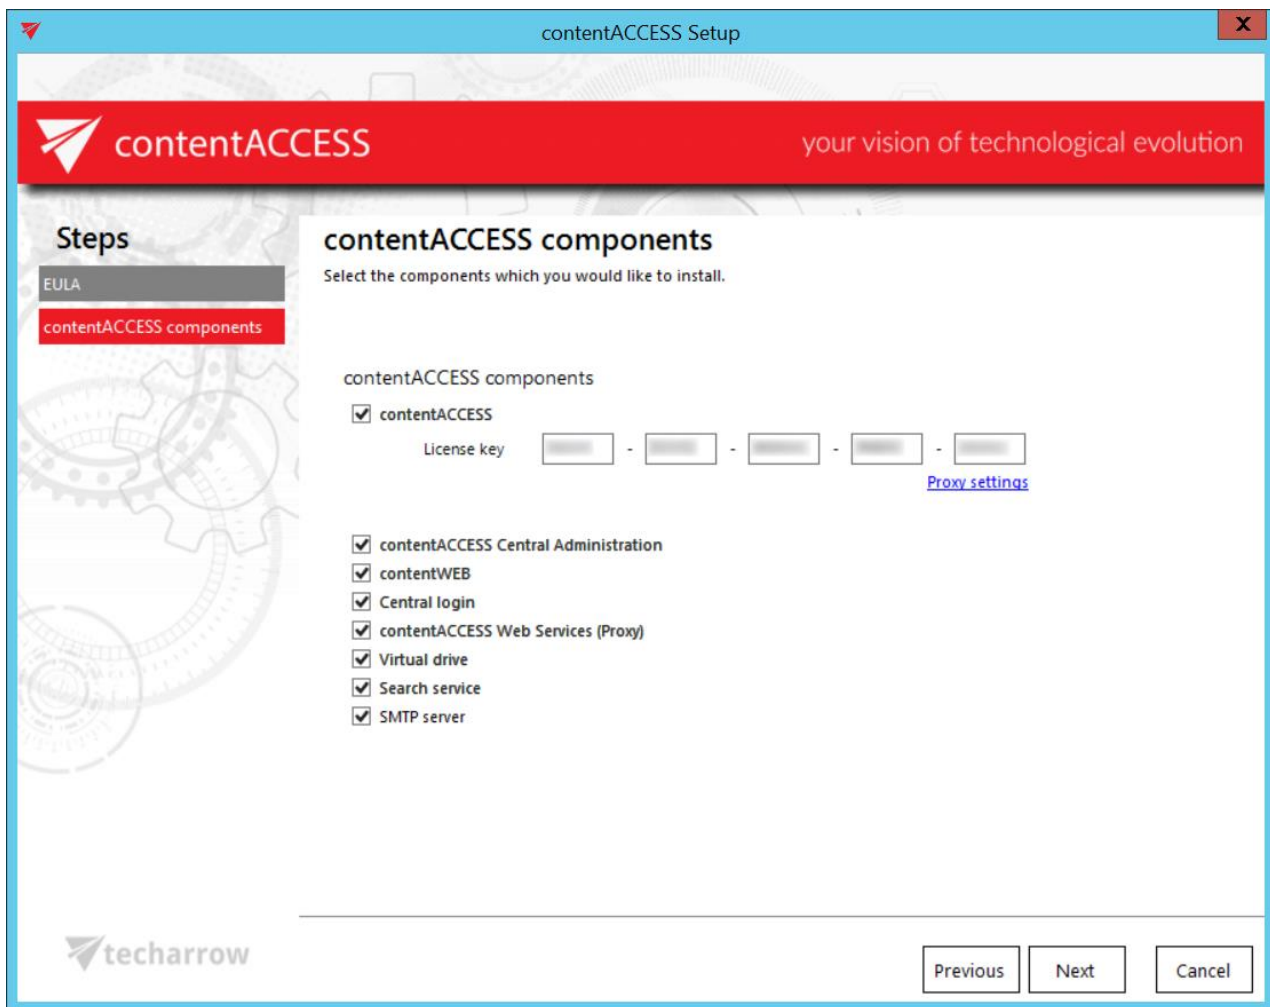 contentACCESS Setup
X
contentACCESS
your vision of technological evolution
Steps
EULA
contentACCESS components
contentACCESS components
Select the components which you would like to install.
contentACCESS components
contentACCESS
License key - - - -
Proxy settings
contentACCESS Central Administration
contentWEB
Central login
contentACCESS Web Services (Proxy)
Virtual drive
Search service
SMTP server
techarrow
Previous Next Cancel